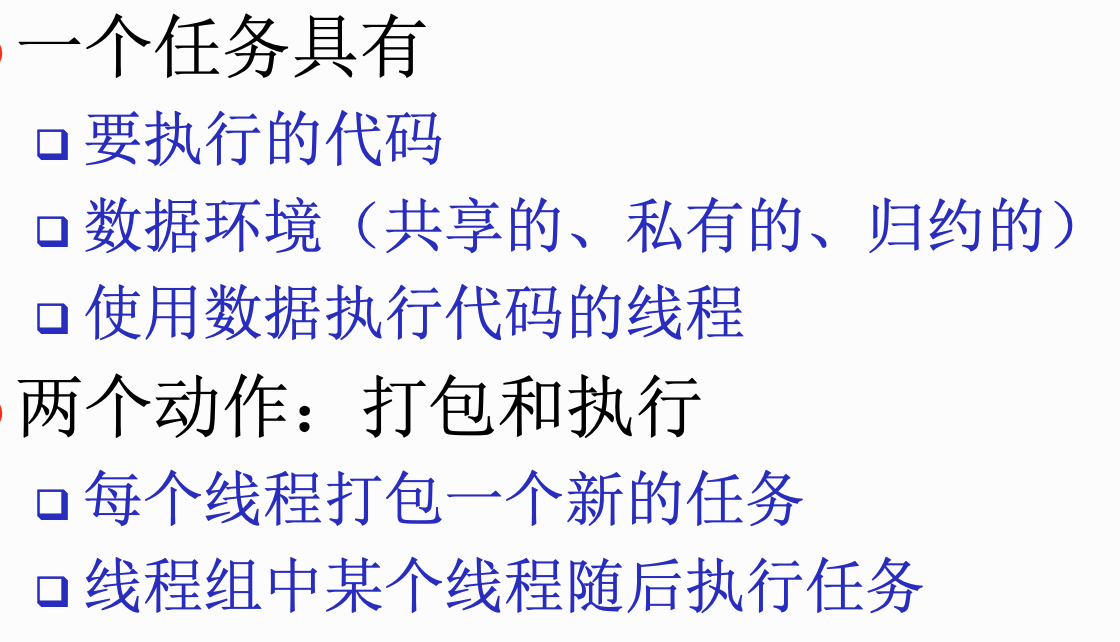 一个任务具有
要执行的代码
数据环境（共享的、私有的、归约的）
使用数据执行代码的线程
两个动作：打包和执行
每个线程打包一个新的任务
线程组中某个线程随后执行任务